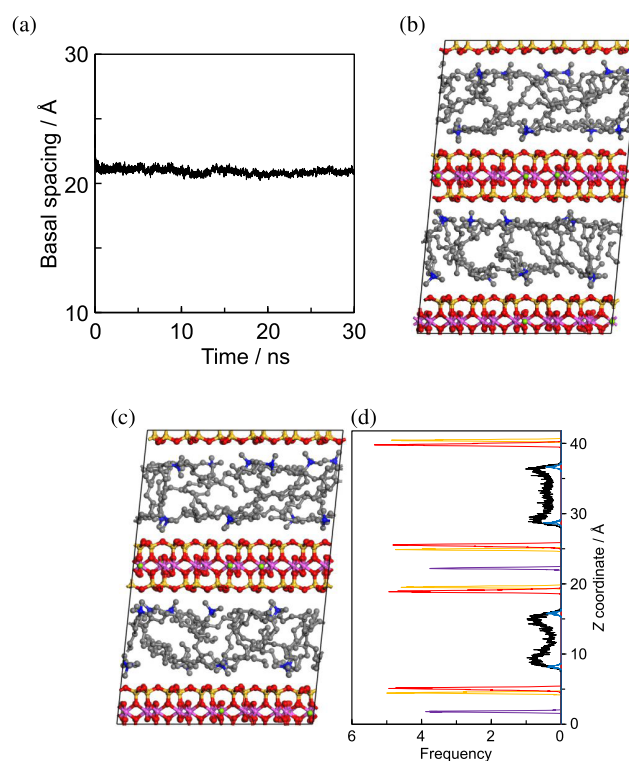 (a)
30
20
10
Basal spacing / Å
0 10 20 30
Time / ns
(b)
(c)
(d)
40
30
20
10
0
Z coordinate / Å
6 4 2 0
Frequency